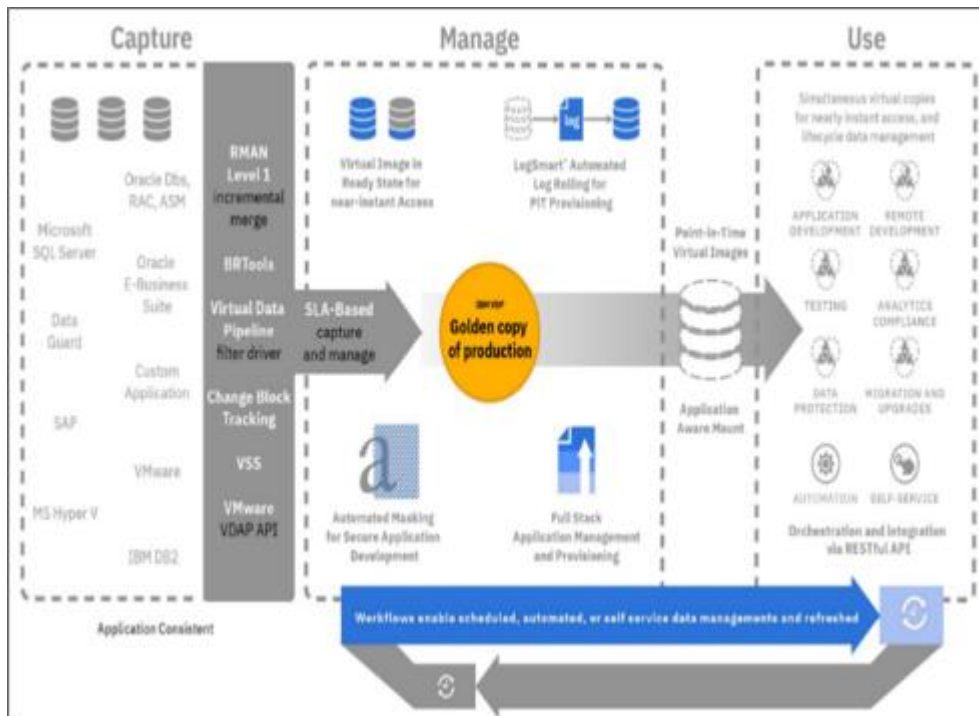 Capture
Manage
Use
Oracle Dbs,
RAC, ASM
Microsoft
SQL Server
Oracle
E-Business
Suite
Data
Guard
Custom
Application
SAP
VMware
MS Hyper V
IBM DB2
Application Consistent
RMAN
Level 1
incremental
merge
BRTools
Virtual Data
Pipeline
filter driver
Change Block
Tracking
VSS
VMware
VDAP API
Virtual Image in
Ready State for
near-instant Access
log
LogSmart® Automated
Log Rolling for
PIT Provisioning
SLA-Based
capture
and manage
IBM VDP
Golden copy
of production
a
Automated Masking
for Secure Application
Development
Full Stack
Application Management
and Provisioning
Point-In-Time
Virtual Images
Application
Aware Mount
Simultaneous virtual copies
for nearly instant access, and
lifecycle data management
APPLICATION
DEVELOPMENT
REMOTE
DEVELOPMENT
TESTING
ANALYTICS
COMPLIANCE
DATA
PROTECTION
MIGRATION AND
UPGRADES
AUTOMATION
SELF-SERVICE
Orchestration and Integration
via RESTful API
Workflows enable scheduled, automated, or self service data managements and refreshed